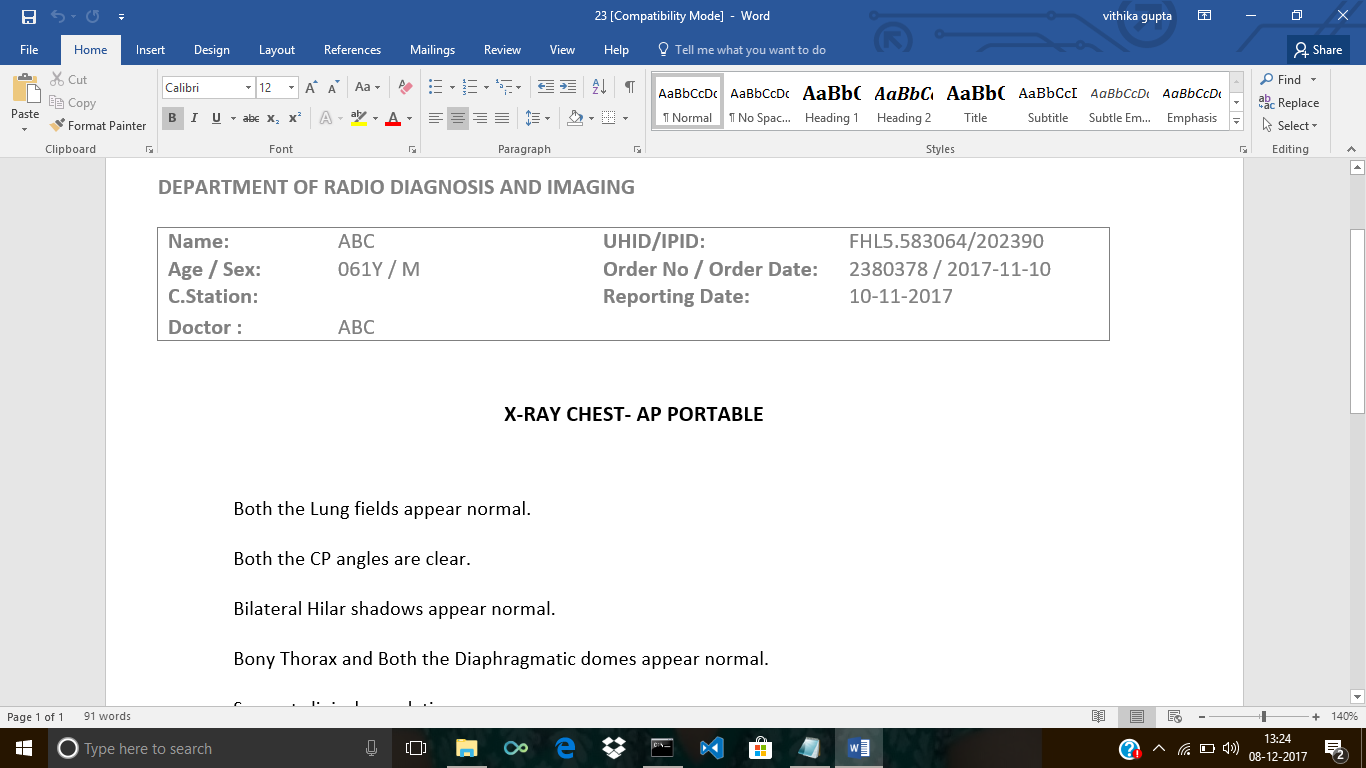 23 [Compatibility Mode] - Word vithika gupta
File Home Insert Design Layout References Mailings Review View Help Tell me what you want to do Share
Paste Cut Copy Format Painter Clipboard
Calibri 12 Aa B I U abc x₂ x² A ab A Font
Paragraph
AaBbCcDc AaBbCcDc AaBbC AaBbC AaBbC AaBbCcI AaBbCcDc AaBbCcDc
¶ Normal ¶ No Spac... Heading 1 Heading 2 Title Subtitle Subtle Em... Emphasis
Styles
Find Replace Select Editing
DEPARTMENT OF RADIO DIAGNOSIS AND IMAGING
Name: ABC UHID/IPID: FHL5.583064/202390
Age / Sex: 061Y / M Order No / Order Date: 2380378 / 2017-11-10
C.Station: Reporting Date: 10-11-2017
Doctor : ABC
X-RAY CHEST- AP PORTABLE
Both the Lung fields appear normal.
Both the CP angles are clear.
Bilateral Hilar shadows appear normal.
Bony Thorax and Both the Diaphragmatic domes appear normal.
Page 1 of 1 91 words 140%
Type here to search 13:24
08-12-2017 2